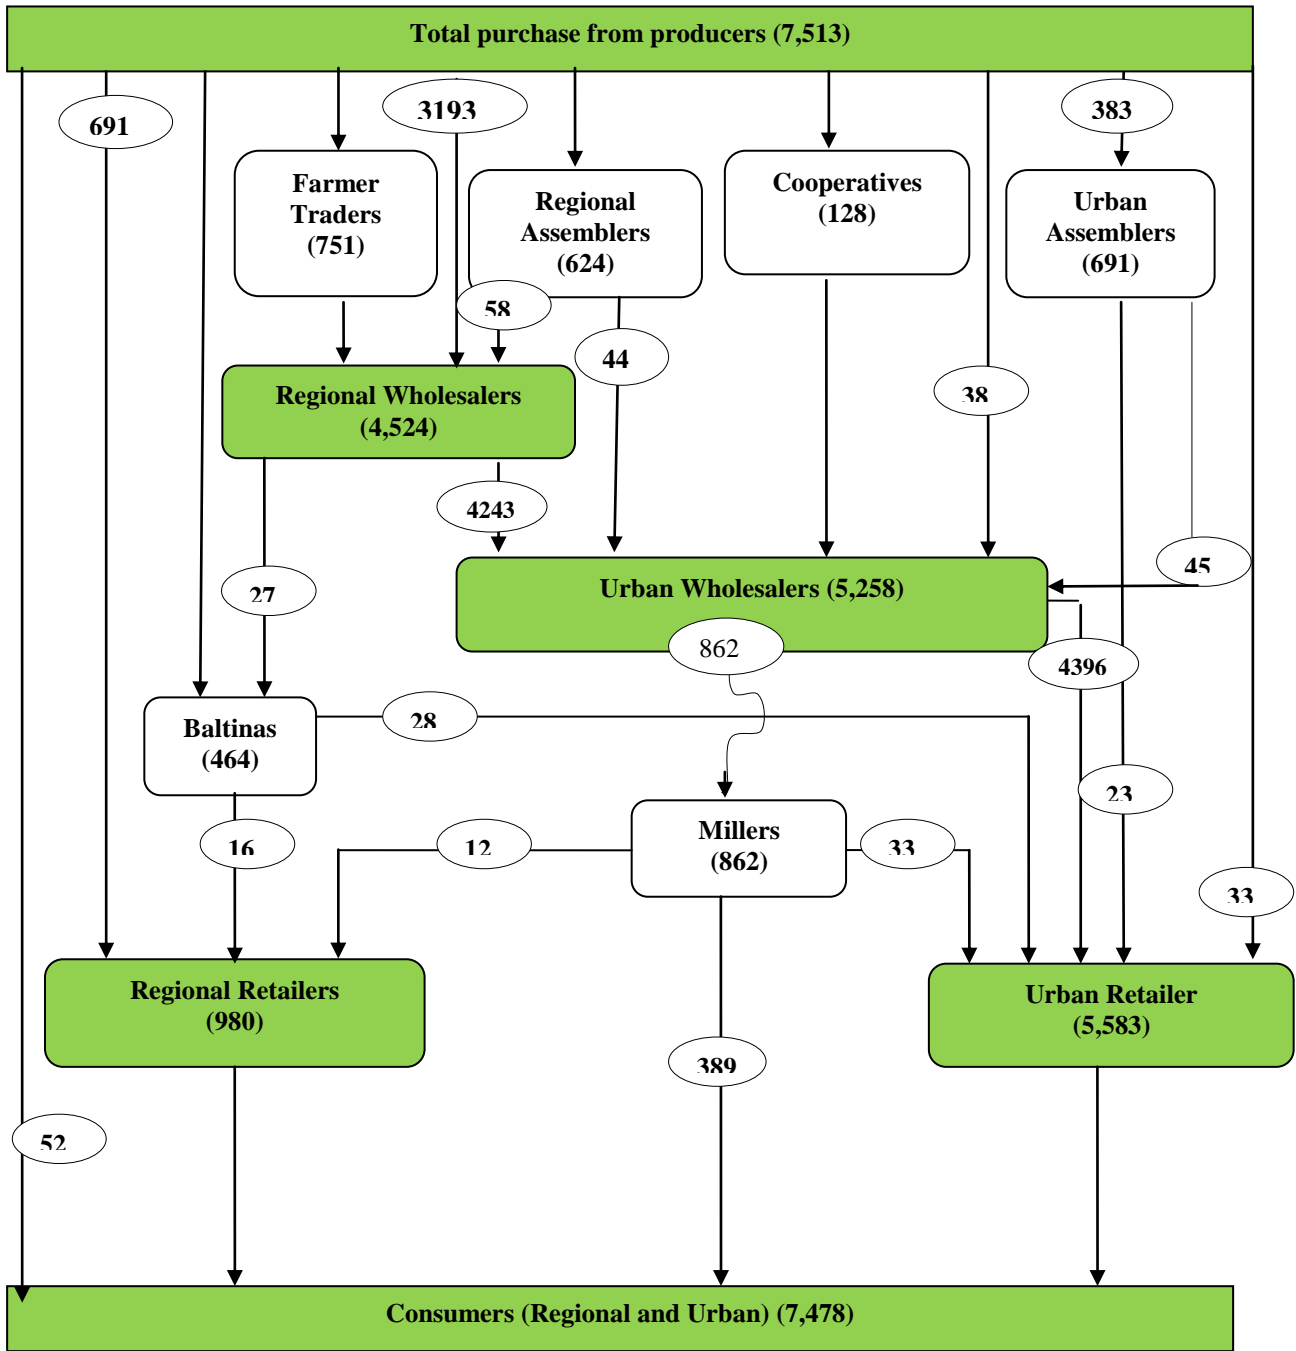 Total purchase from producers (7,513)
691
3193
383
Farmer
Traders
(751)
Regional
Assemblers
(624)
Cooperatives
(128)
Urban
Assemblers
(691)
58
44
38
Regional Wholesalers
(4,524)
4243
45
27
Urban Wholesalers (5,258)
862
4396
Baltinas
(464)
28
23
16
12
Millers
(862)
33
33
Regional Retailers
(980)
Urban Retailer
(5,583)
389
52
Consumers (Regional and Urban) (7,478)